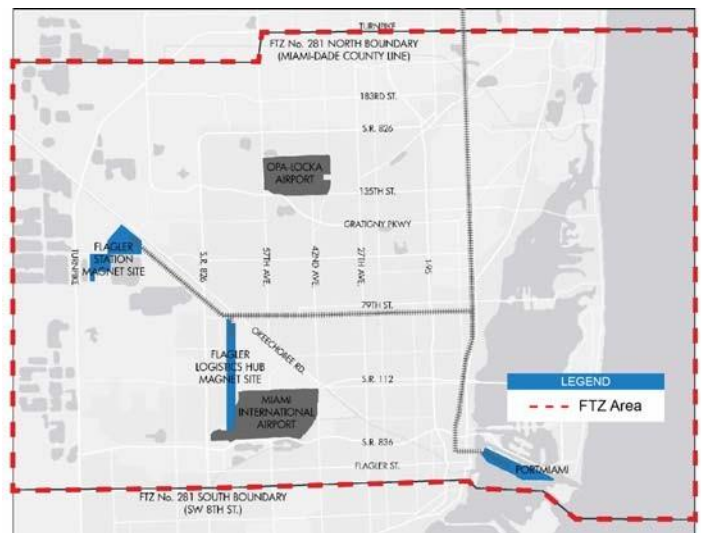 TURNPIKE
FTZ No. 281 NORTH BOUNDARY
(MIAMI-DADE COUNTY LINE)
183RD ST.
S.R. 826
OPA-LOCKA
AIRPORT
135TH ST.
GRATIGNY PKWY
TURNPIKE
FLAGLER
STATION
MAGNET SITE
S.R. 826
57TH AVE.
42ND AVE.
27TH AVE.
I-95
79TH ST.
OKEECHOBEE RD.
FLAGLER
LOGISTICS HUB
MAGNET SITE
S.R. 112
MIAMI
INTERNATIONAL
AIRPORT
LEGEND
FTZ Area
S.R. 836
FLAGLER ST.
PORTMIAMI
FTZ No. 281 SOUTH BOUNDARY
(SW 8TH ST.)